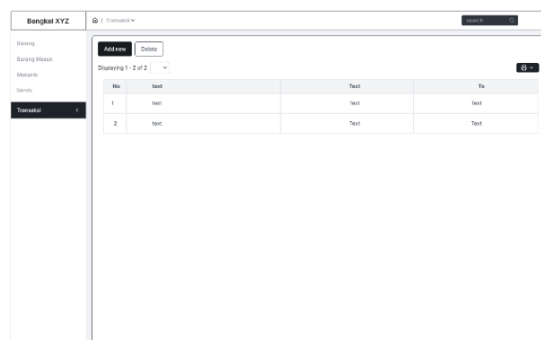 Bengkel XYZ
/ Transaksi
search
Barang
Barang Masuk
Mekanik
Servis
Transaksi
Add new Delete
Displaying 1 - 2 of 2
No text Text To
1 text Text Text
2 text Text Text